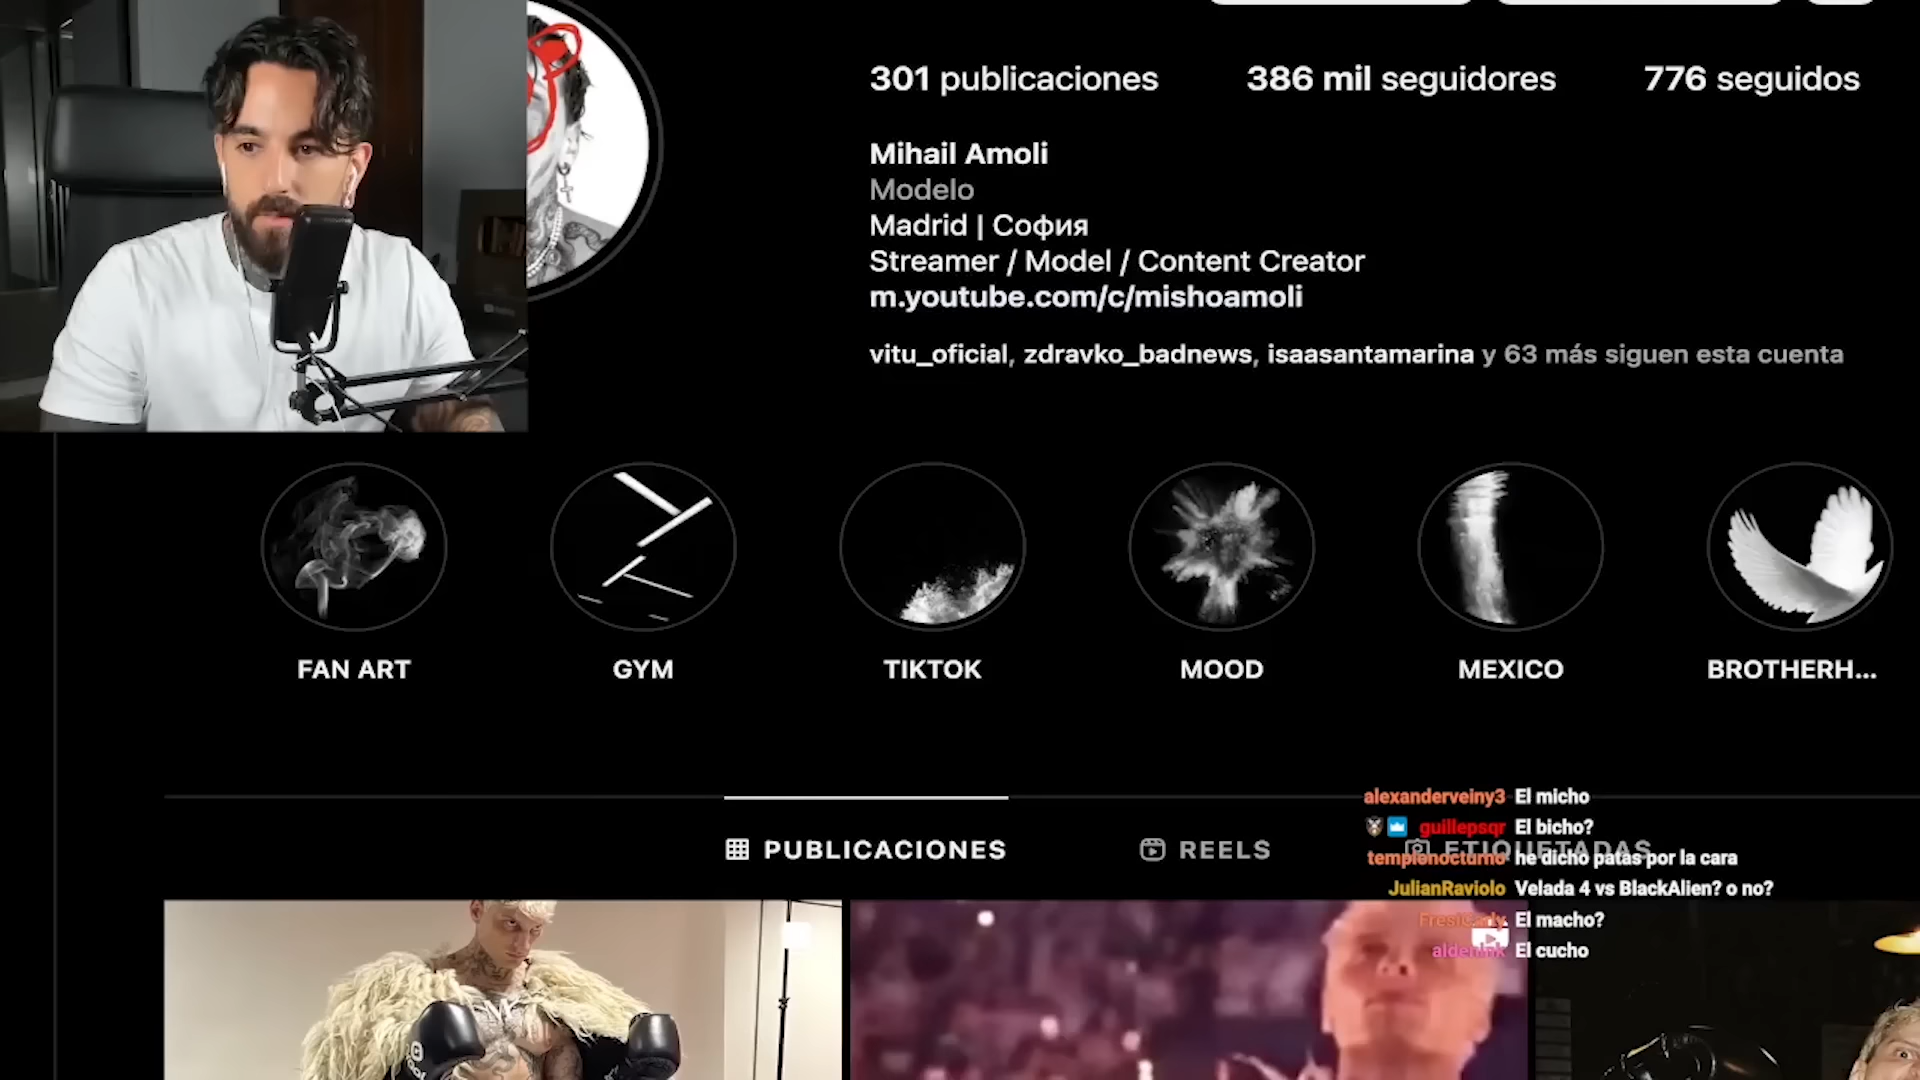 301 publicaciones 386 mil seguidores 776 seguidos
Mihail Amoli
Modelo
Madrid | София
Streamer / Model / Content Creator
m.youtube.com/c/mishoamoli
vitu_oficial, zdravko_badnews, isaasantamarina y 63 más siguen esta cuenta
FAN ART GYM TIKTOK MOOD MEXICO BROTHERH...
PUBLICACIONES REELS ETIQUETADAS
alexanderveiny3 El micho
guillepsqr El bicho?
templonocturno he dicho patas por la cara
JulianRaviolo Velada 4 vs BlackAlien? o no?
El macho?
El cucho